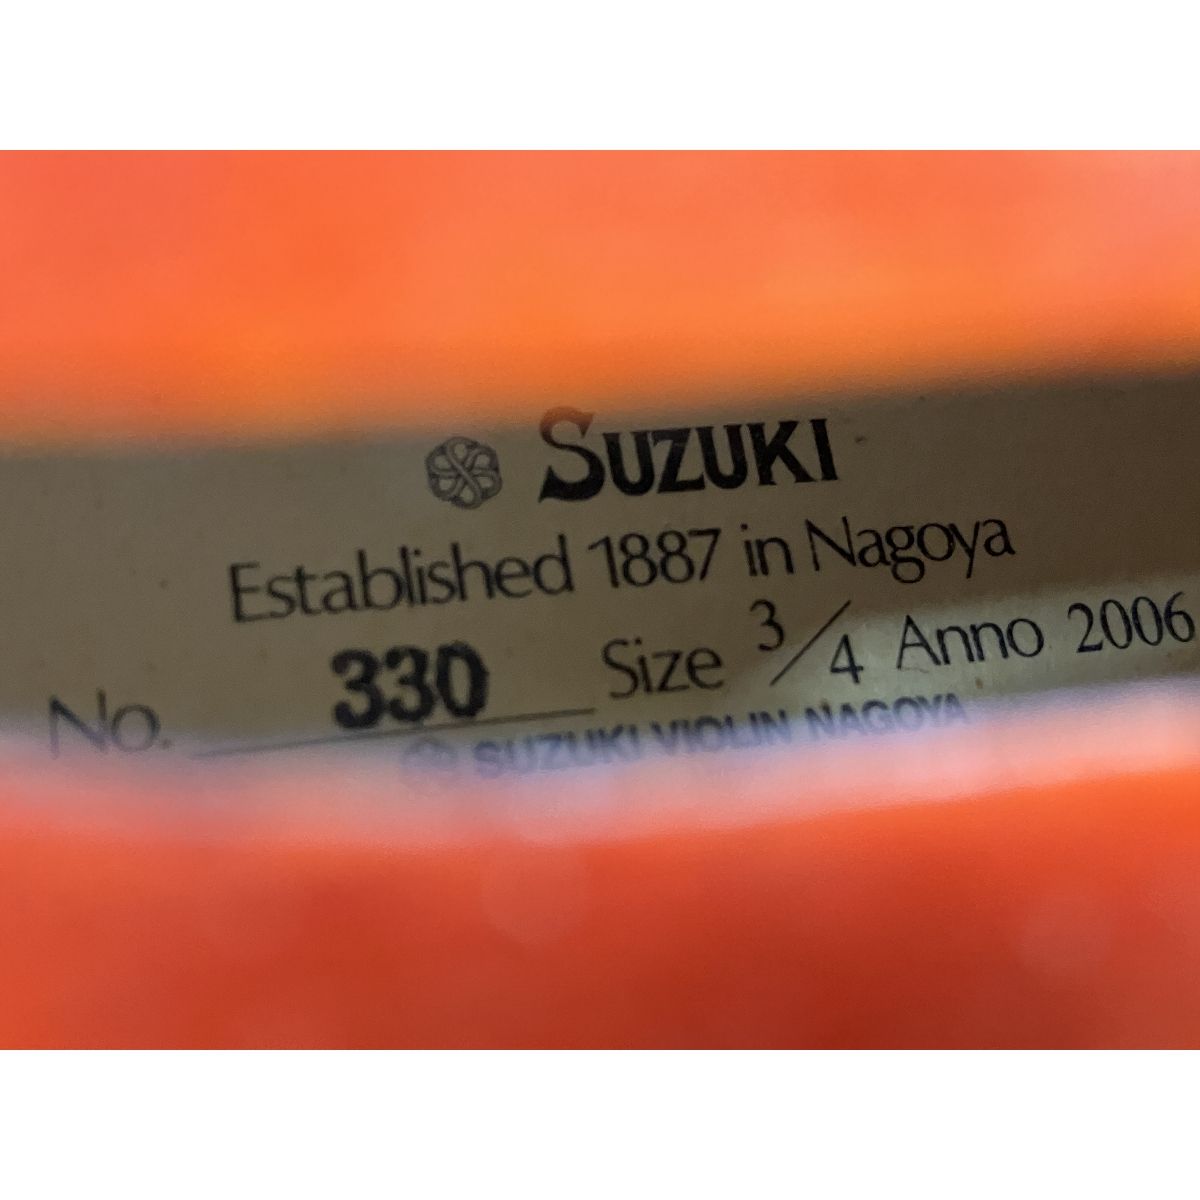 SUZUKI
Established 1887 in Nagoya
No. 330 Size 3/4 Anno 2006
SUZUKI VIOLIN NAGOYA